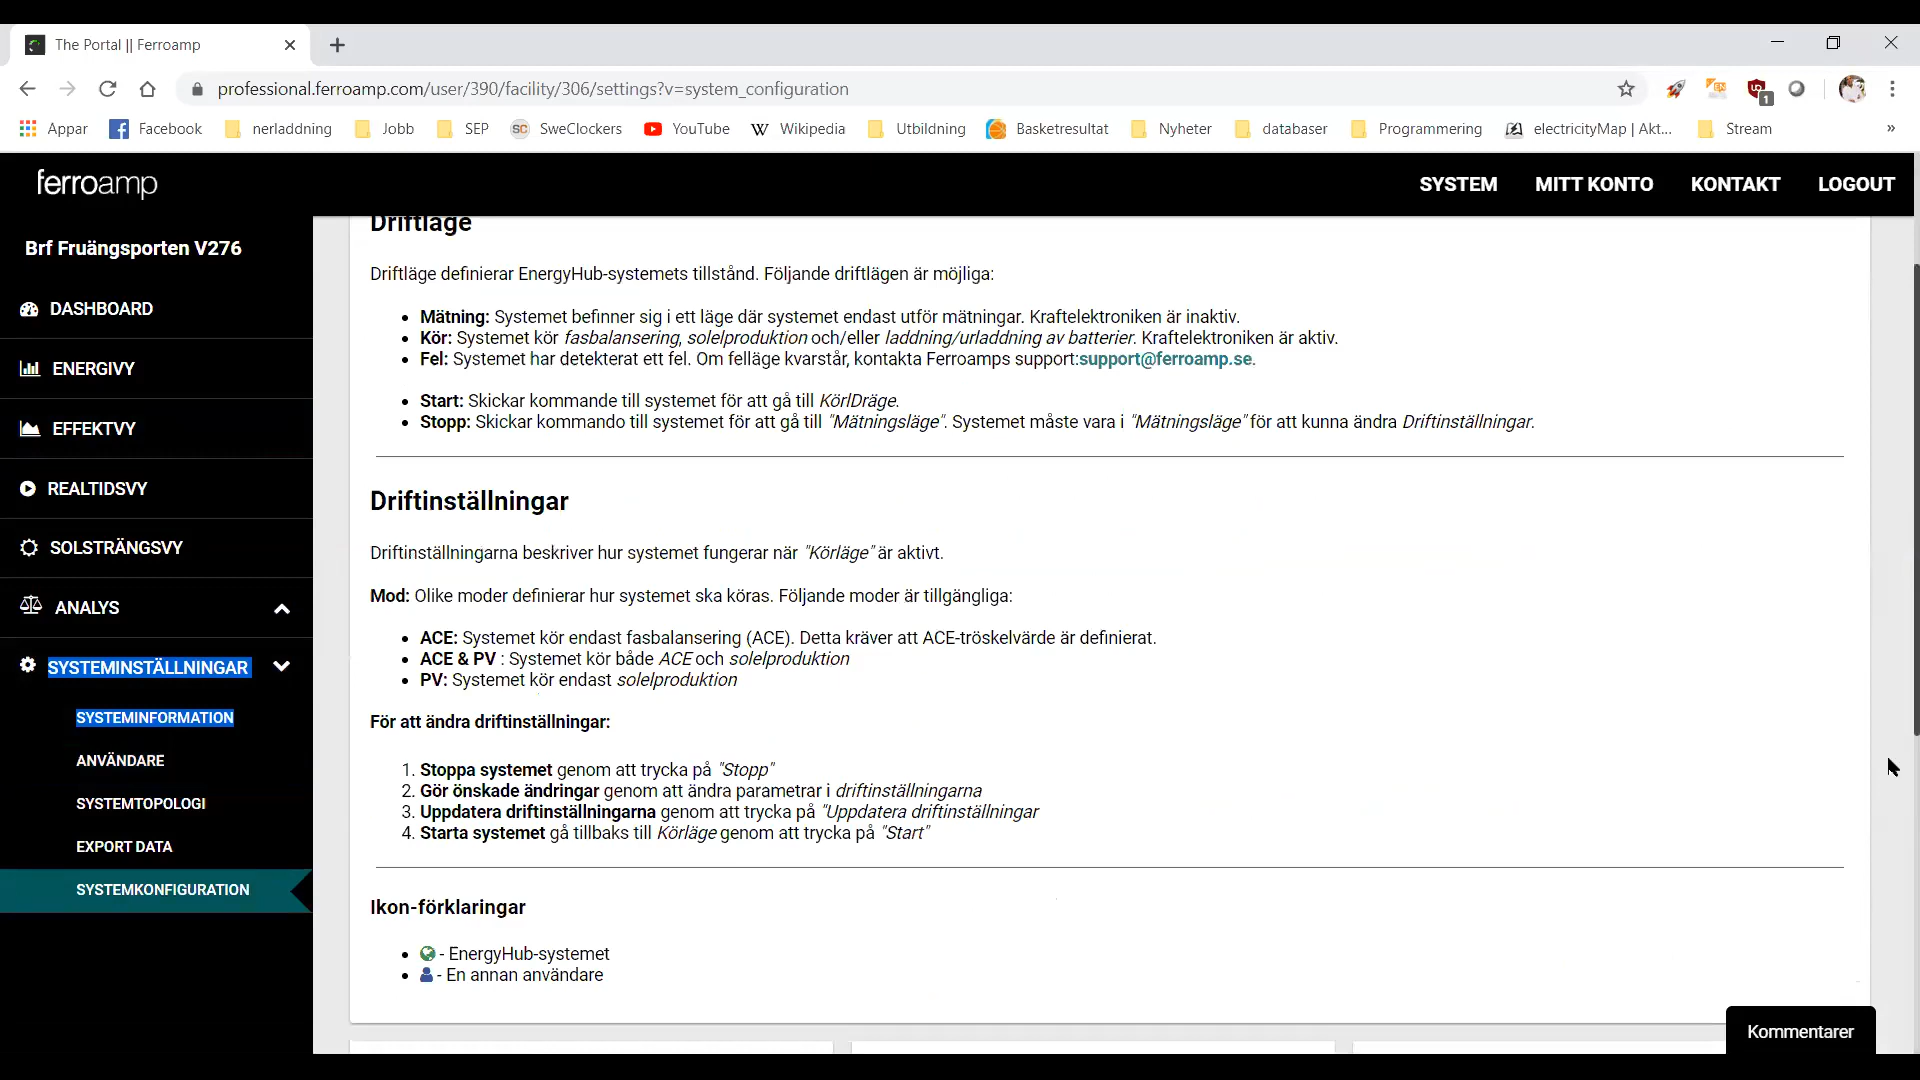 The Portal || Ferroamp
professional.ferroamp.com/user/390/facility/306/settings?v=system_configuration
EN
1
Appar
Facebook
nerladdning
Jobb
SEP
SC SweClockers
YouTube
W Wikipedia
Utbildning
Basketresultat
Nyheter
databaser
Programmering
electricityMap | Akt...
Stream
»
ferroamp
SYSTEM
MITT KONTO
KONTAKT
LOGOUT
Brf Fruängsporten V276
DASHBOARD
ENERGIVY
EFFEKTVY
REALTIDSVY
SOLSTRÄNGSVY
ANALYS
SYSTEMINSTÄLLNINGAR
SYSTEMINFORMATION
ANVÄNDARE
SYSTEMTOPOLOGI
EXPORT DATA
SYSTEMKONFIGURATION
Driftläge
Driftläge definierar EnergyHub-systemets tillstånd. Följande driftlägen är möjliga:
• Mätning: Systemet befinner sig i ett läge där systemet endast utför mätningar. Kraftelektroniken är inaktiv.
• Kör: Systemet kör fasbalansering, solelproduktion och/eller laddning/urladdning av batterier. Kraftelektroniken är aktiv.
• Fel: Systemet har detekterat ett fel. Om felläge kvarstår, kontakta Ferroamps support:support@ferroamp.se.
• Start: Skickar kommande till systemet för att gå till KörlDräge.
• Stopp: Skickar kommando till systemet för att gå till "Mätningsläge". Systemet måste vara i "Mätningsläge" för att kunna ändra Driftinställningar.
Driftinställningar
Driftinställningarna beskriver hur systemet fungerar när "Körläge" är aktivt.
Mod: Olike moder definierar hur systemet ska köras. Följande moder är tillgängliga:
• ACE: Systemet kör endast fasbalansering (ACE). Detta kräver att ACE-tröskelvärde är definierat.
• ACE & PV : Systemet kör både ACE och solelproduktion
• PV: Systemet kör endast solelproduktion
För att ändra driftinställningar:
1. Stoppa systemet genom att trycka på "Stopp"
2. Gör önskade ändringar genom att ändra parametrar i driftinställningarna
3. Uppdatera driftinställningarna genom att trycka på "Uppdatera driftinställningar
4. Starta systemet gå tillbaks till Körläge genom att trycka på "Start"
Ikon-förklaringar
• - EnergyHub-systemet
• - En annan användare
Kommentarer